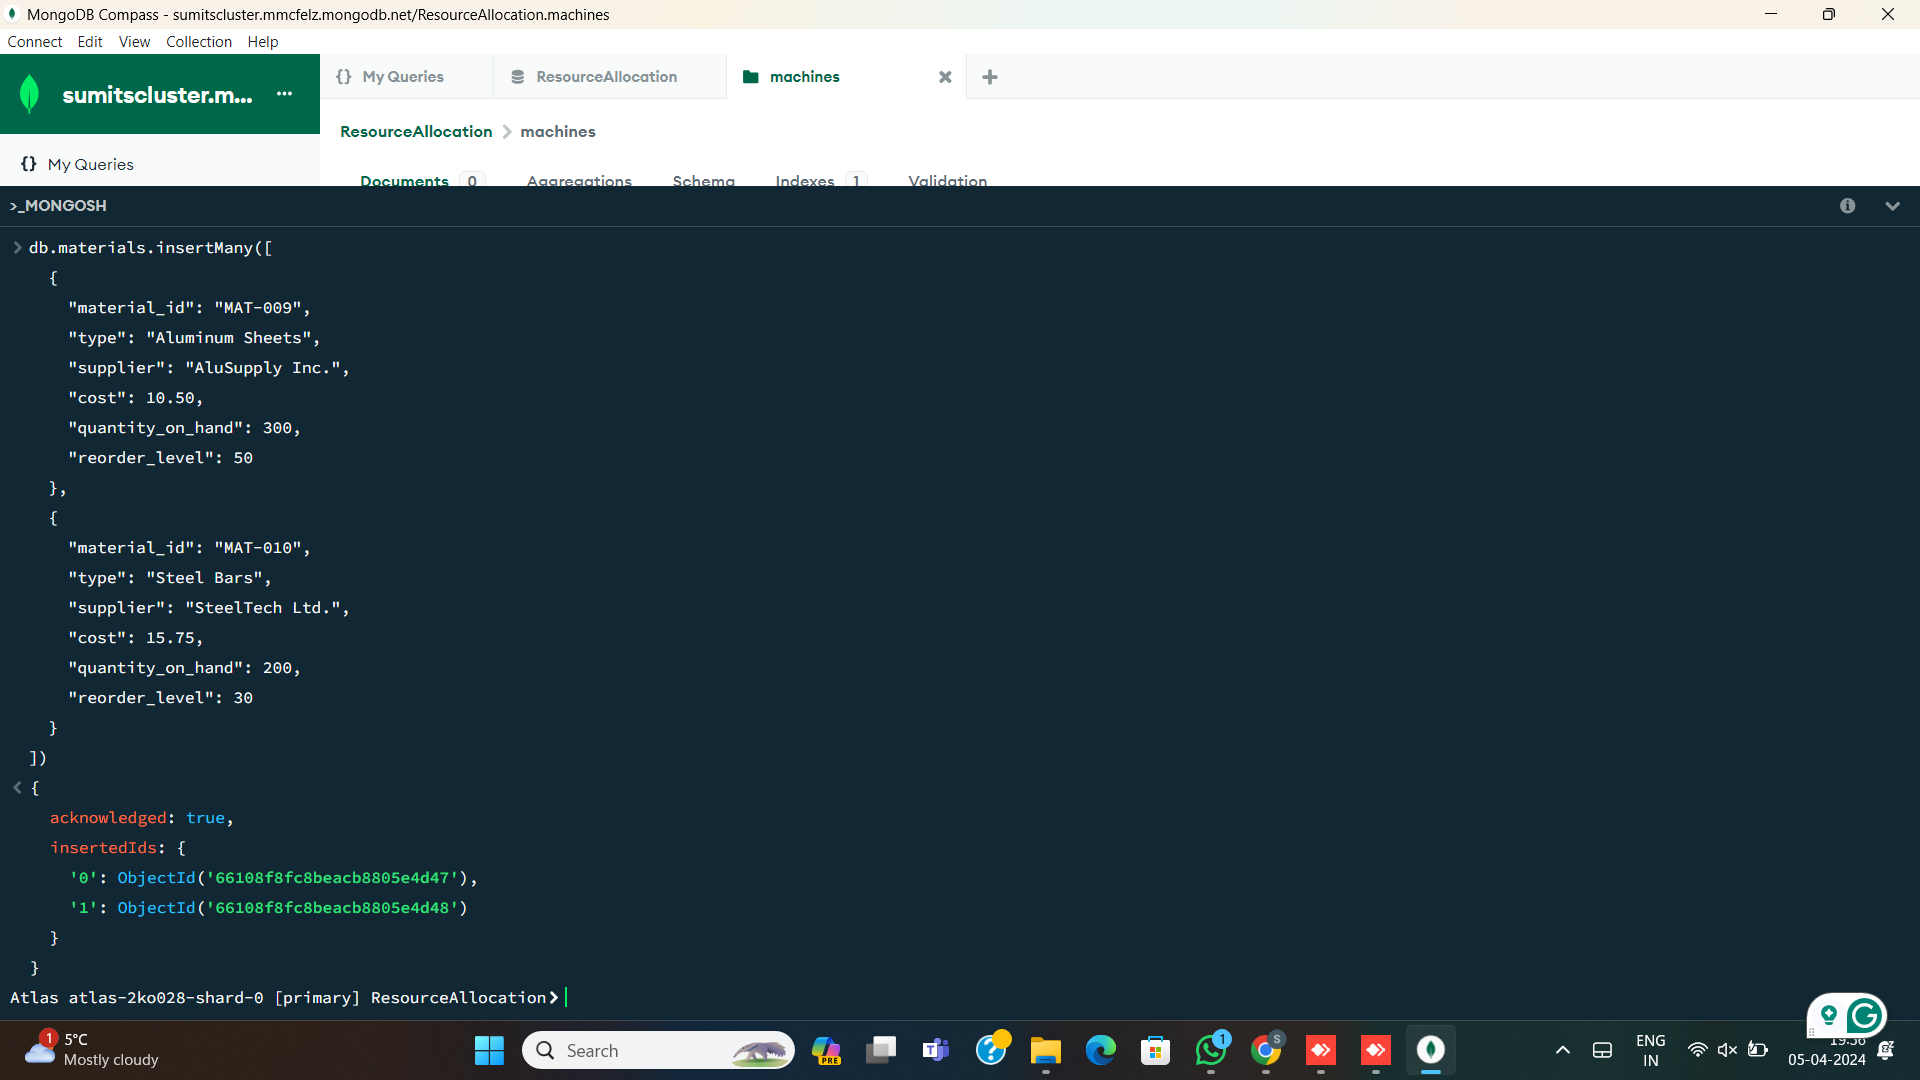 MongoDB Compass - sumitscluster.mmcfelz.mongodb.net/ResourceAllocation.machines
Connect Edit View Collection Help
sumitscluster.m... ...
{} My Queries
ResourceAllocation
machines
ResourceAllocation > machines
{} My Queries
Documents 0 Aggregations Schema Indexes 1 Validation
>_MONGOSH
> db.materials.insertMany([
{
"material_id": "MAT-009",
"type": "Aluminum Sheets",
"supplier": "AluSupply Inc.",
"cost": 10.50,
"quantity_on_hand": 300,
"reorder_level": 50
},
{
"material_id": "MAT-010",
"type": "Steel Bars",
"supplier": "SteelTech Ltd.",
"cost": 15.75,
"quantity_on_hand": 200,
"reorder_level": 30
}
])
< {
acknowledged: true,
insertedIds: {
'0': ObjectId('66108f8fc8beacb8805e4d47'),
'1': ObjectId('66108f8fc8beacb8805e4d48')
}
}
Atlas atlas-2ko028-shard-0 [primary] ResourceAllocation>
1
5°C
Mostly cloudy
Search
PRE
1
S
ENG
IN
05-04-2024